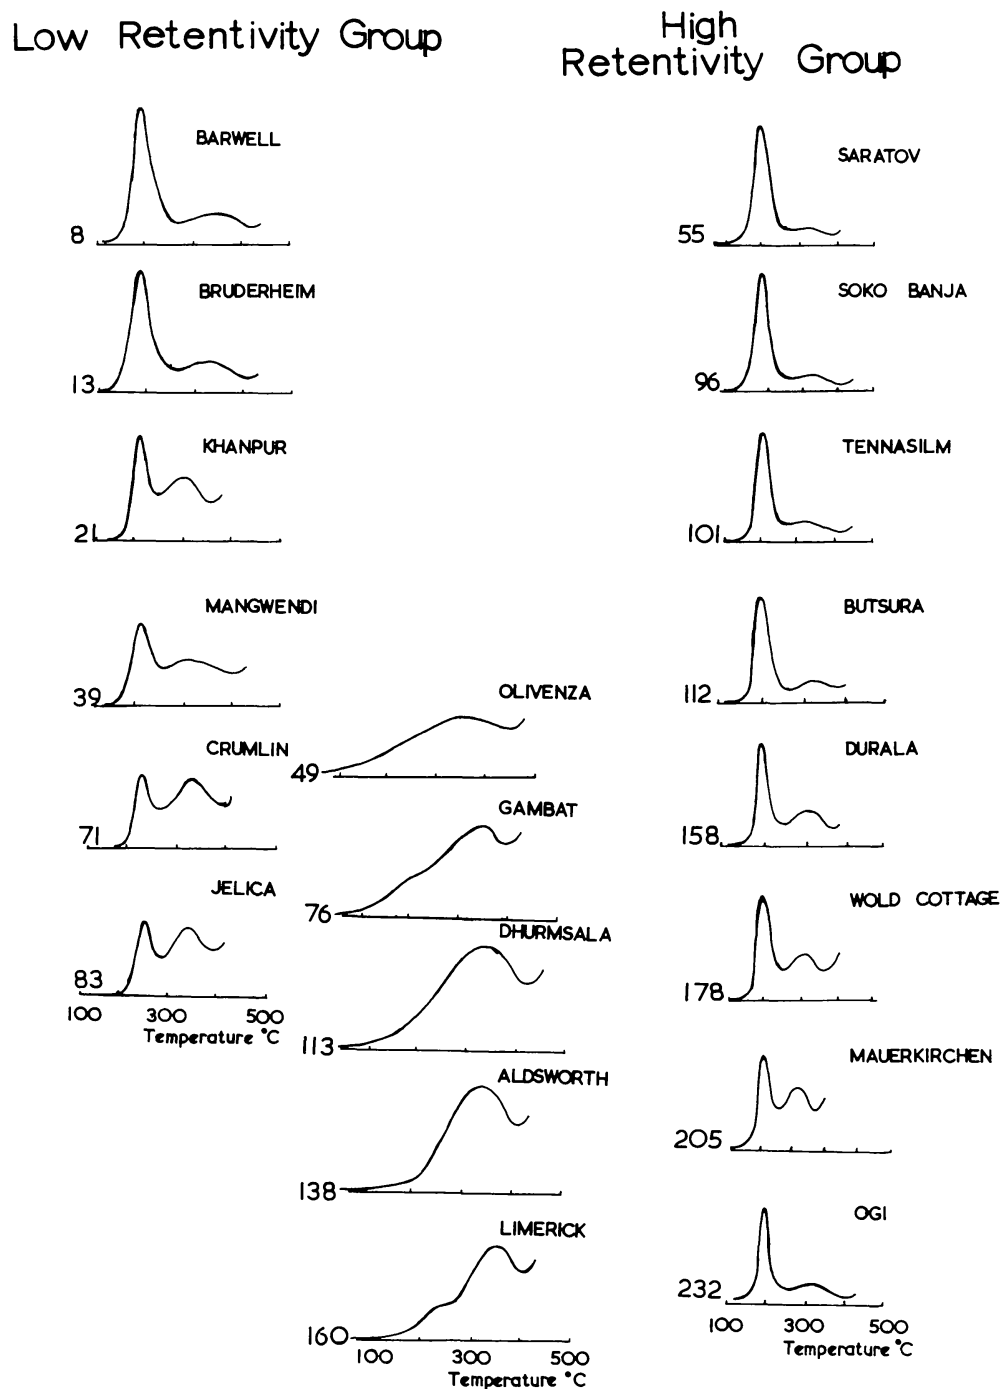 Low Retentivity Group
High
Retentivity Group
BARWELL
8
BRUDERHEIM
13
KHANPUR
21
MANGWENDI
39
CRUMLIN
71
JELICA
83
100 300 500
Temperature °C
OLIVENZA
49
GAMBAT
76
DHURMSALA
113
ALDSWORTH
138
LIMERICK
160
100 300 500
Temperature °C
SARATOV
55
SOKO BANJA
96
TENNASILM
101
BUTSURA
112
DURALA
158
WOLD COTTAGE
178
MAUERKIRCHEN
205
OGI
232
100 300 500
Temperature °C